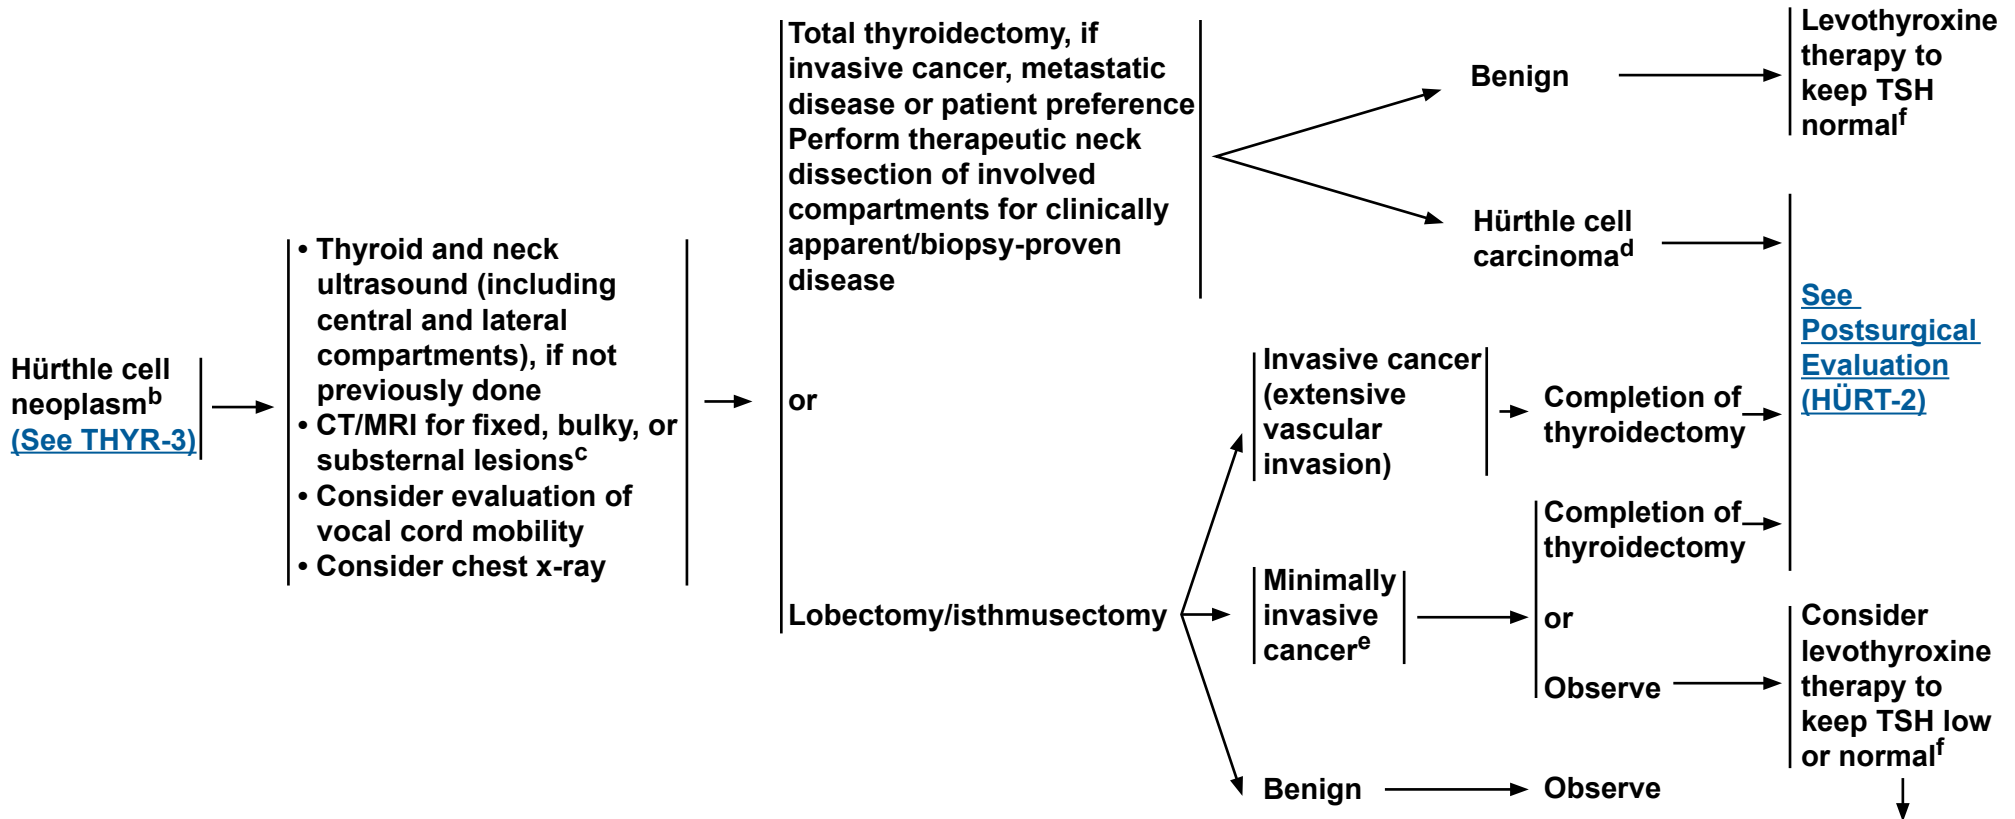 Hürthle cell
neoplasmᵇ
(See THYR-3)
• Thyroid and neck
ultrasound (including
central and lateral
compartments), if not
previously done
• CT/MRI for fixed, bulky, or
substernal lesionsᶜ
• Consider evaluation of
vocal cord mobility
• Consider chest x-ray
Total thyroidectomy, if
invasive cancer, metastatic
disease or patient preference
Perform therapeutic neck
dissection of involved
compartments for clinically
apparent/biopsy-proven
disease
or
Lobectomy/isthmusectomy
Benign
Levothyroxine
therapy to
keep TSH
normalᶠ
Hürthle cell
carcinomaᵈ
Invasive cancer
(extensive
vascular
invasion)
Completion of
thyroidectomy
See
Postsurgical
Evaluation
(HÜRT-2)
Minimally
invasive
cancerᵉ
Completion of
thyroidectomy
or
Observe
Consider
levothyroxine
therapy to
keep TSH low
or normalᶠ
Benign
Observe